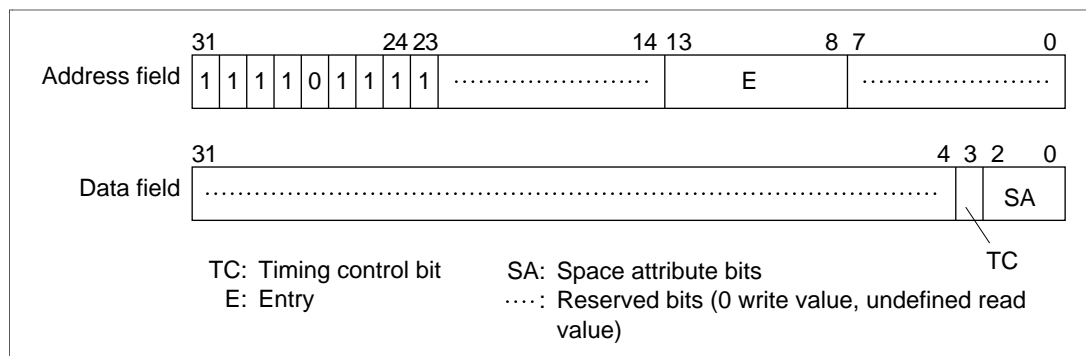 31 24 23 14 13 8 7 0
Address field 1 1 1 1 0 1 1 1 1 .......................... E ..........................
31 4 3 2 0
Data field .................................................................................... SA
TC
TC: Timing control bit SA: Space attribute bits
E: Entry ····: Reserved bits (0 write value, undefined read
value)